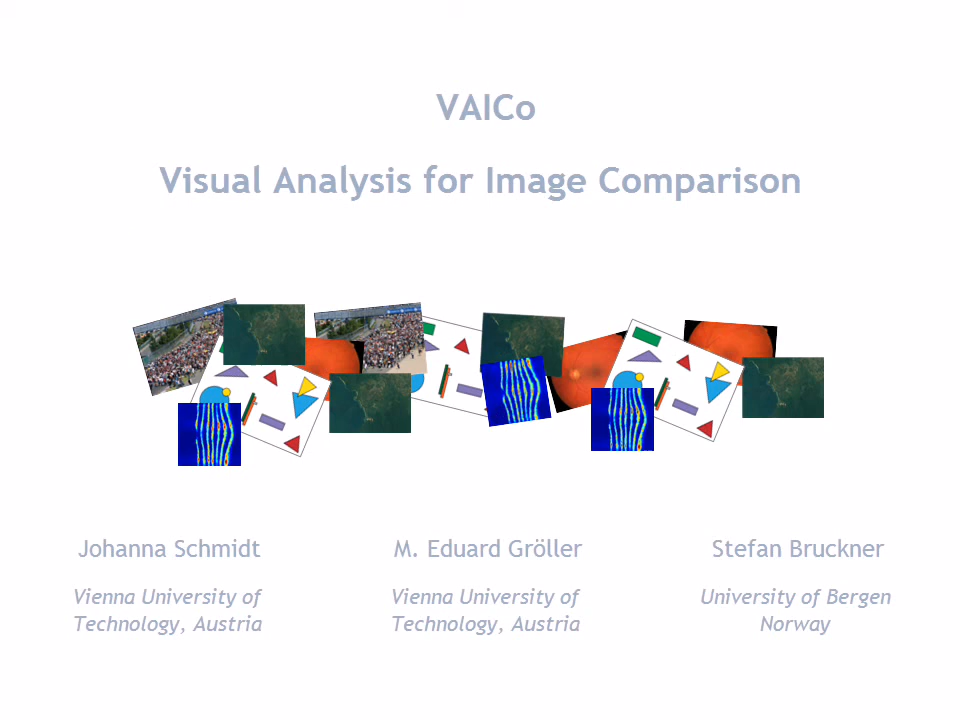 VAICo
Visual Analysis for Image Comparison
Johanna Schmidt
M. Eduard Gröller
Stefan Bruckner
Vienna University of
Technology, Austria
Vienna University of
Technology, Austria
University of Bergen
Norway